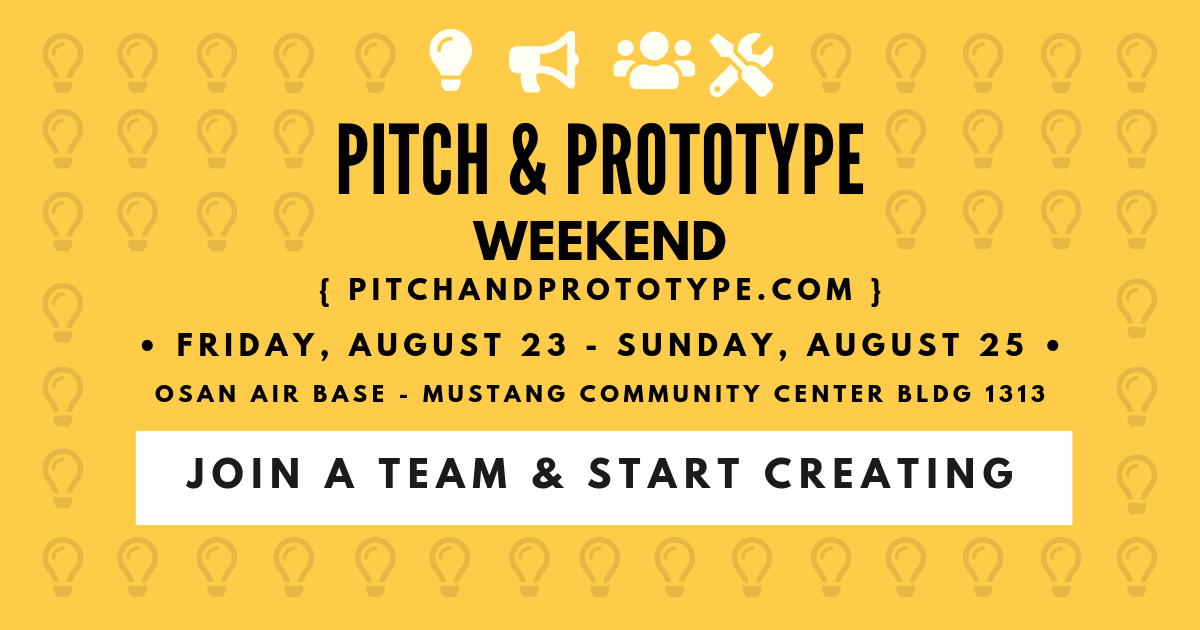 PITCH & PROTOTYPE
WEEKEND
{ PITCHANDPROTOTYPE.COM }
• FRIDAY, AUGUST 23 - SUNDAY, AUGUST 25 •
OSAN AIR BASE - MUSTANG COMMUNITY CENTER BLDG 1313
JOIN A TEAM & START CREATING